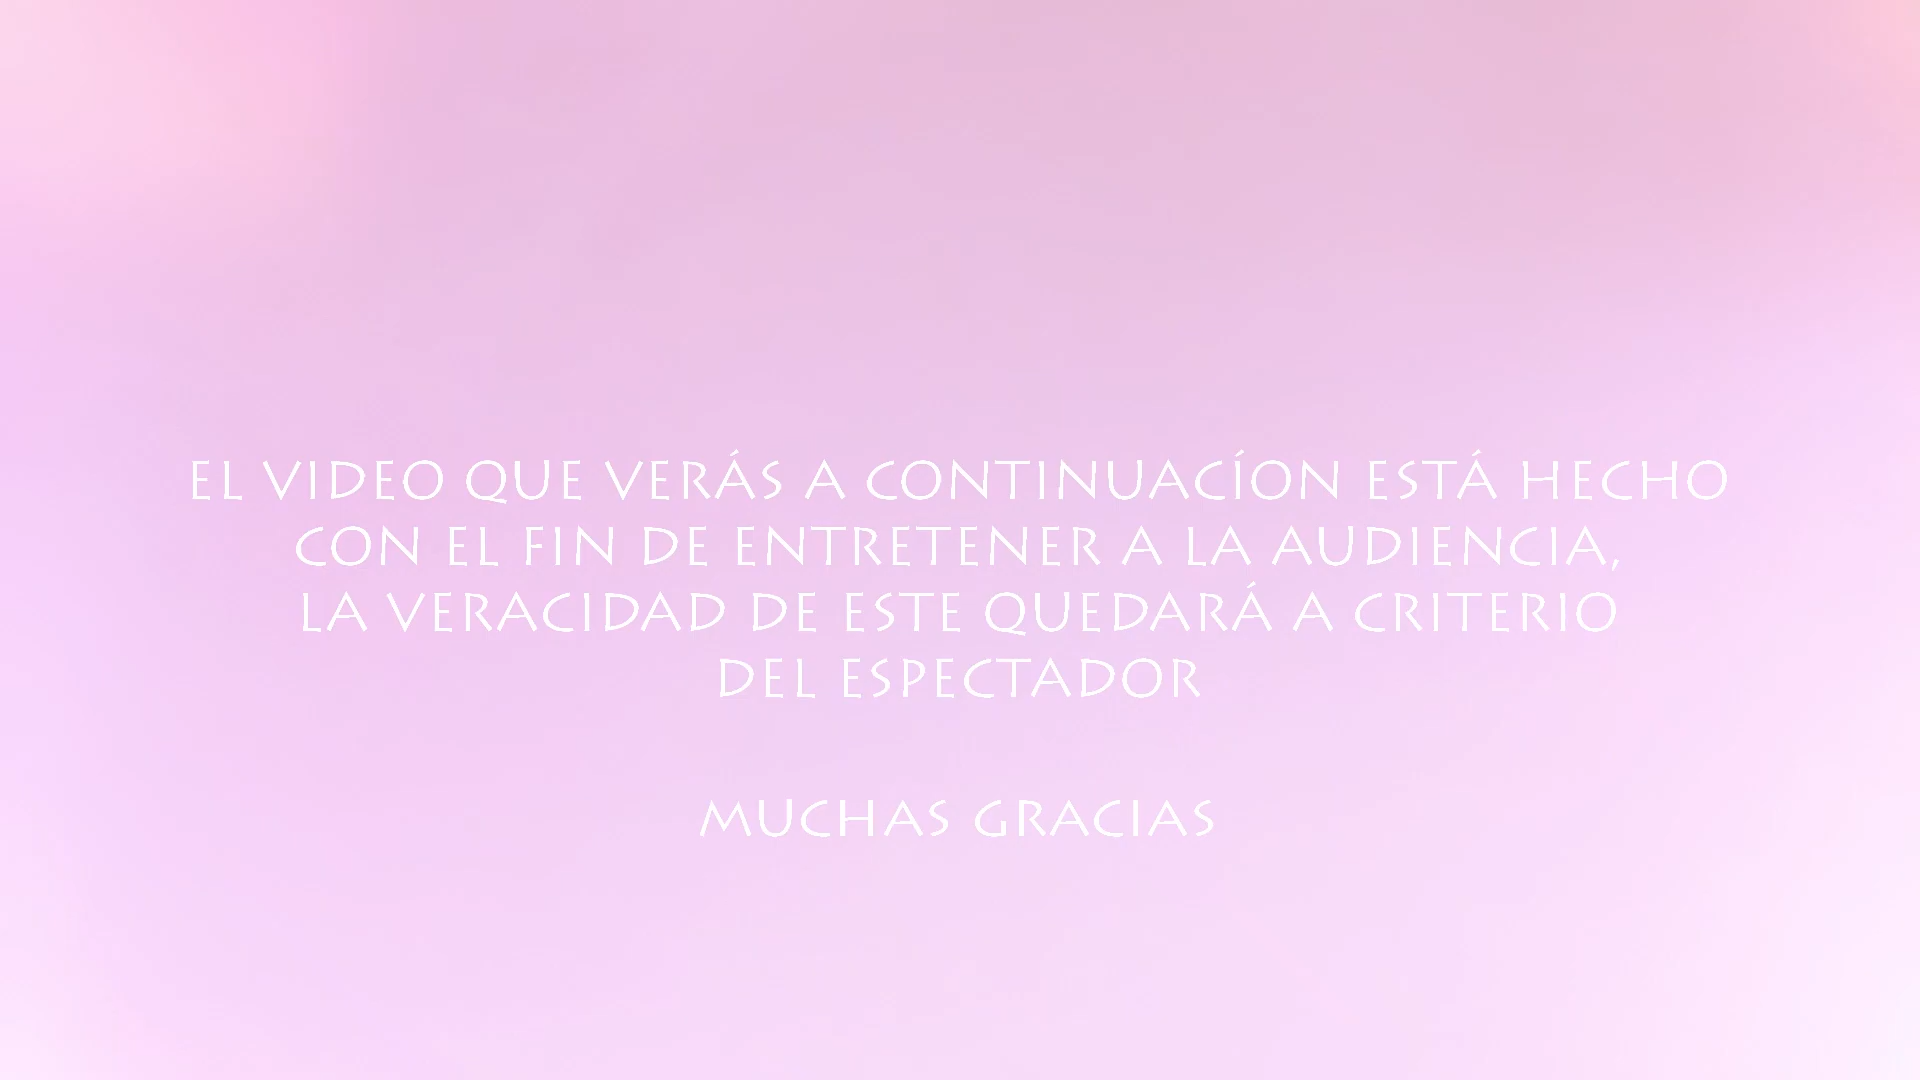 EL VIDEO QUE VERÁS A CONTINUACÍON ESTÁ HECHO
CON EL FIN DE ENTRETENER A LA AUDIENCIA,
LA VERACIDAD DE ESTE QUEDARÁ A CRITERIO
DEL ESPECTADOR
MUCHAS GRACIAS